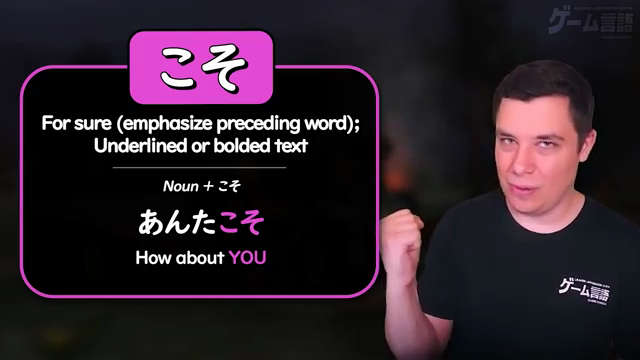 こそ
For sure (emphasize preceding word);
Underlined or bolded text
Noun + こそ
あんたこそ
How about YOU
ゲーム言語
ゲーム言語